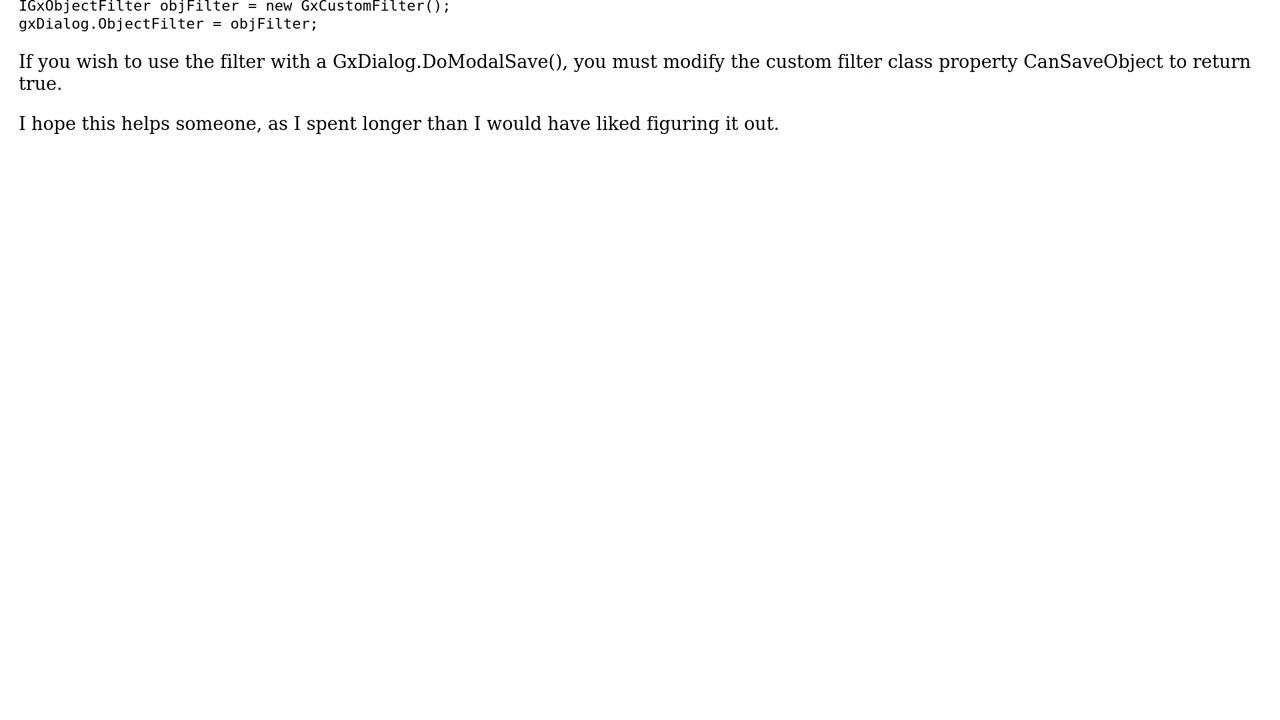 IGxObjectFilter objFilter = new GxCustomFilter();
gxDialog.ObjectFilter = objFilter;
If you wish to use the filter with a GxDialog.DoModalSave(), you must modify the custom filter class property CanSaveObject to return
true.
I hope this helps someone, as I spent longer than I would have liked figuring it out.